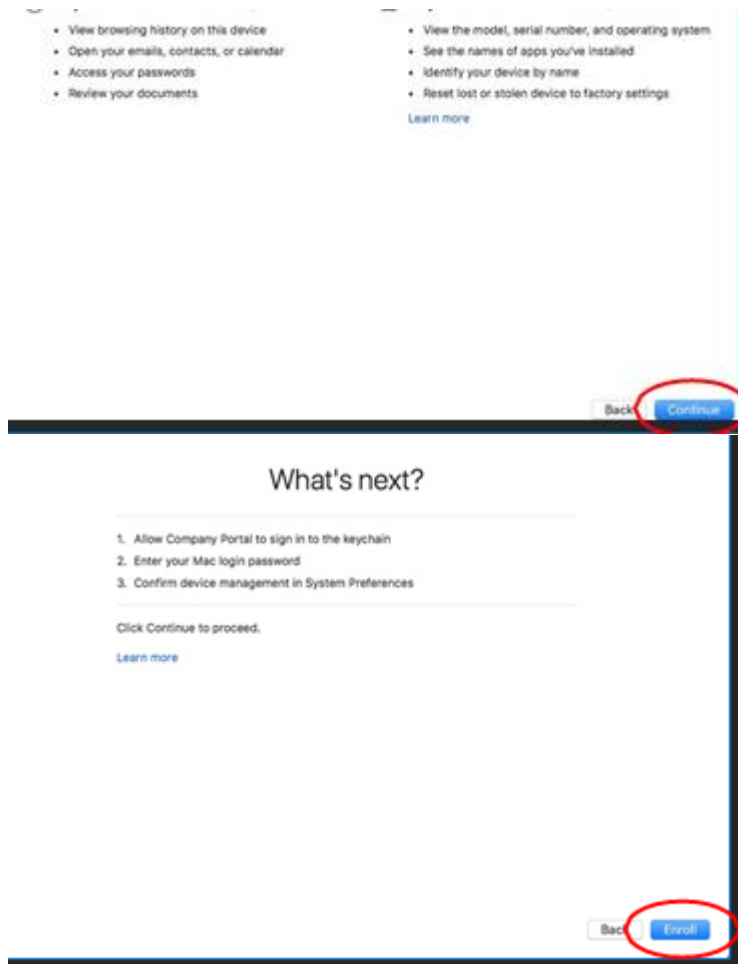 View browsing history on this device
Open your emails, contacts, or calendar
Access your passwords
Review your documents
View the model, serial number, and operating system
See the names of apps you've installed
Identify your device by name
Reset lost or stolen device to factory settings
Learn more
Back
Continue
What's next?
1. Allow Company Portal to sign in to the keychain
2. Enter your Mac login password
3. Confirm device management in System Preferences
Click Continue to proceed.
Learn more
Back
Enroll